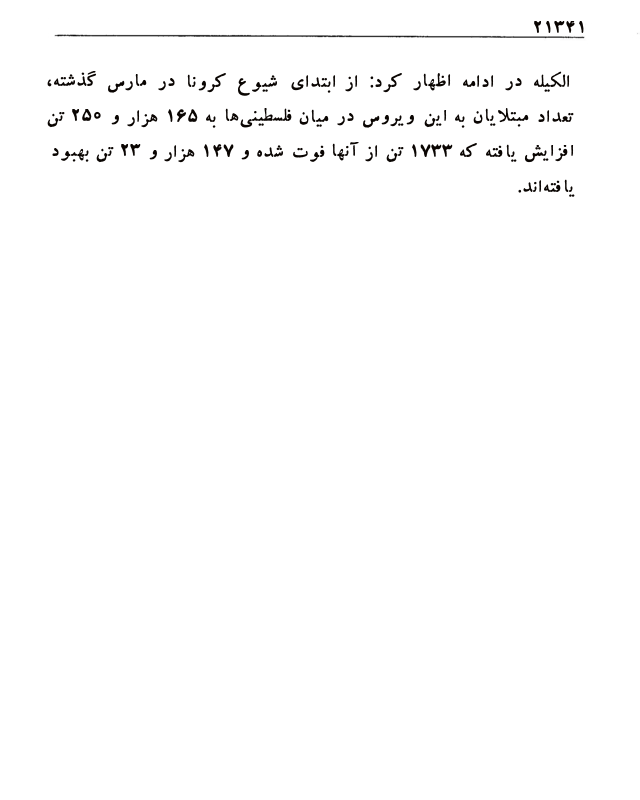 ۲۱۳۴۱
الکیله در ادامه اظهار کرد: از ابتدای شیوع کرونا در مارس گذشته،
تعداد مبتلایان به این ویروس در میان فلسطینی‌ها به ۱۶۵ هزار و ۲۵۰ تن
افزایش یافته که ۱۷۳۳ تن از آنها فوت شده و ۱۴۷ هزار و ۲۳ تن بهبود
یافته‌اند.